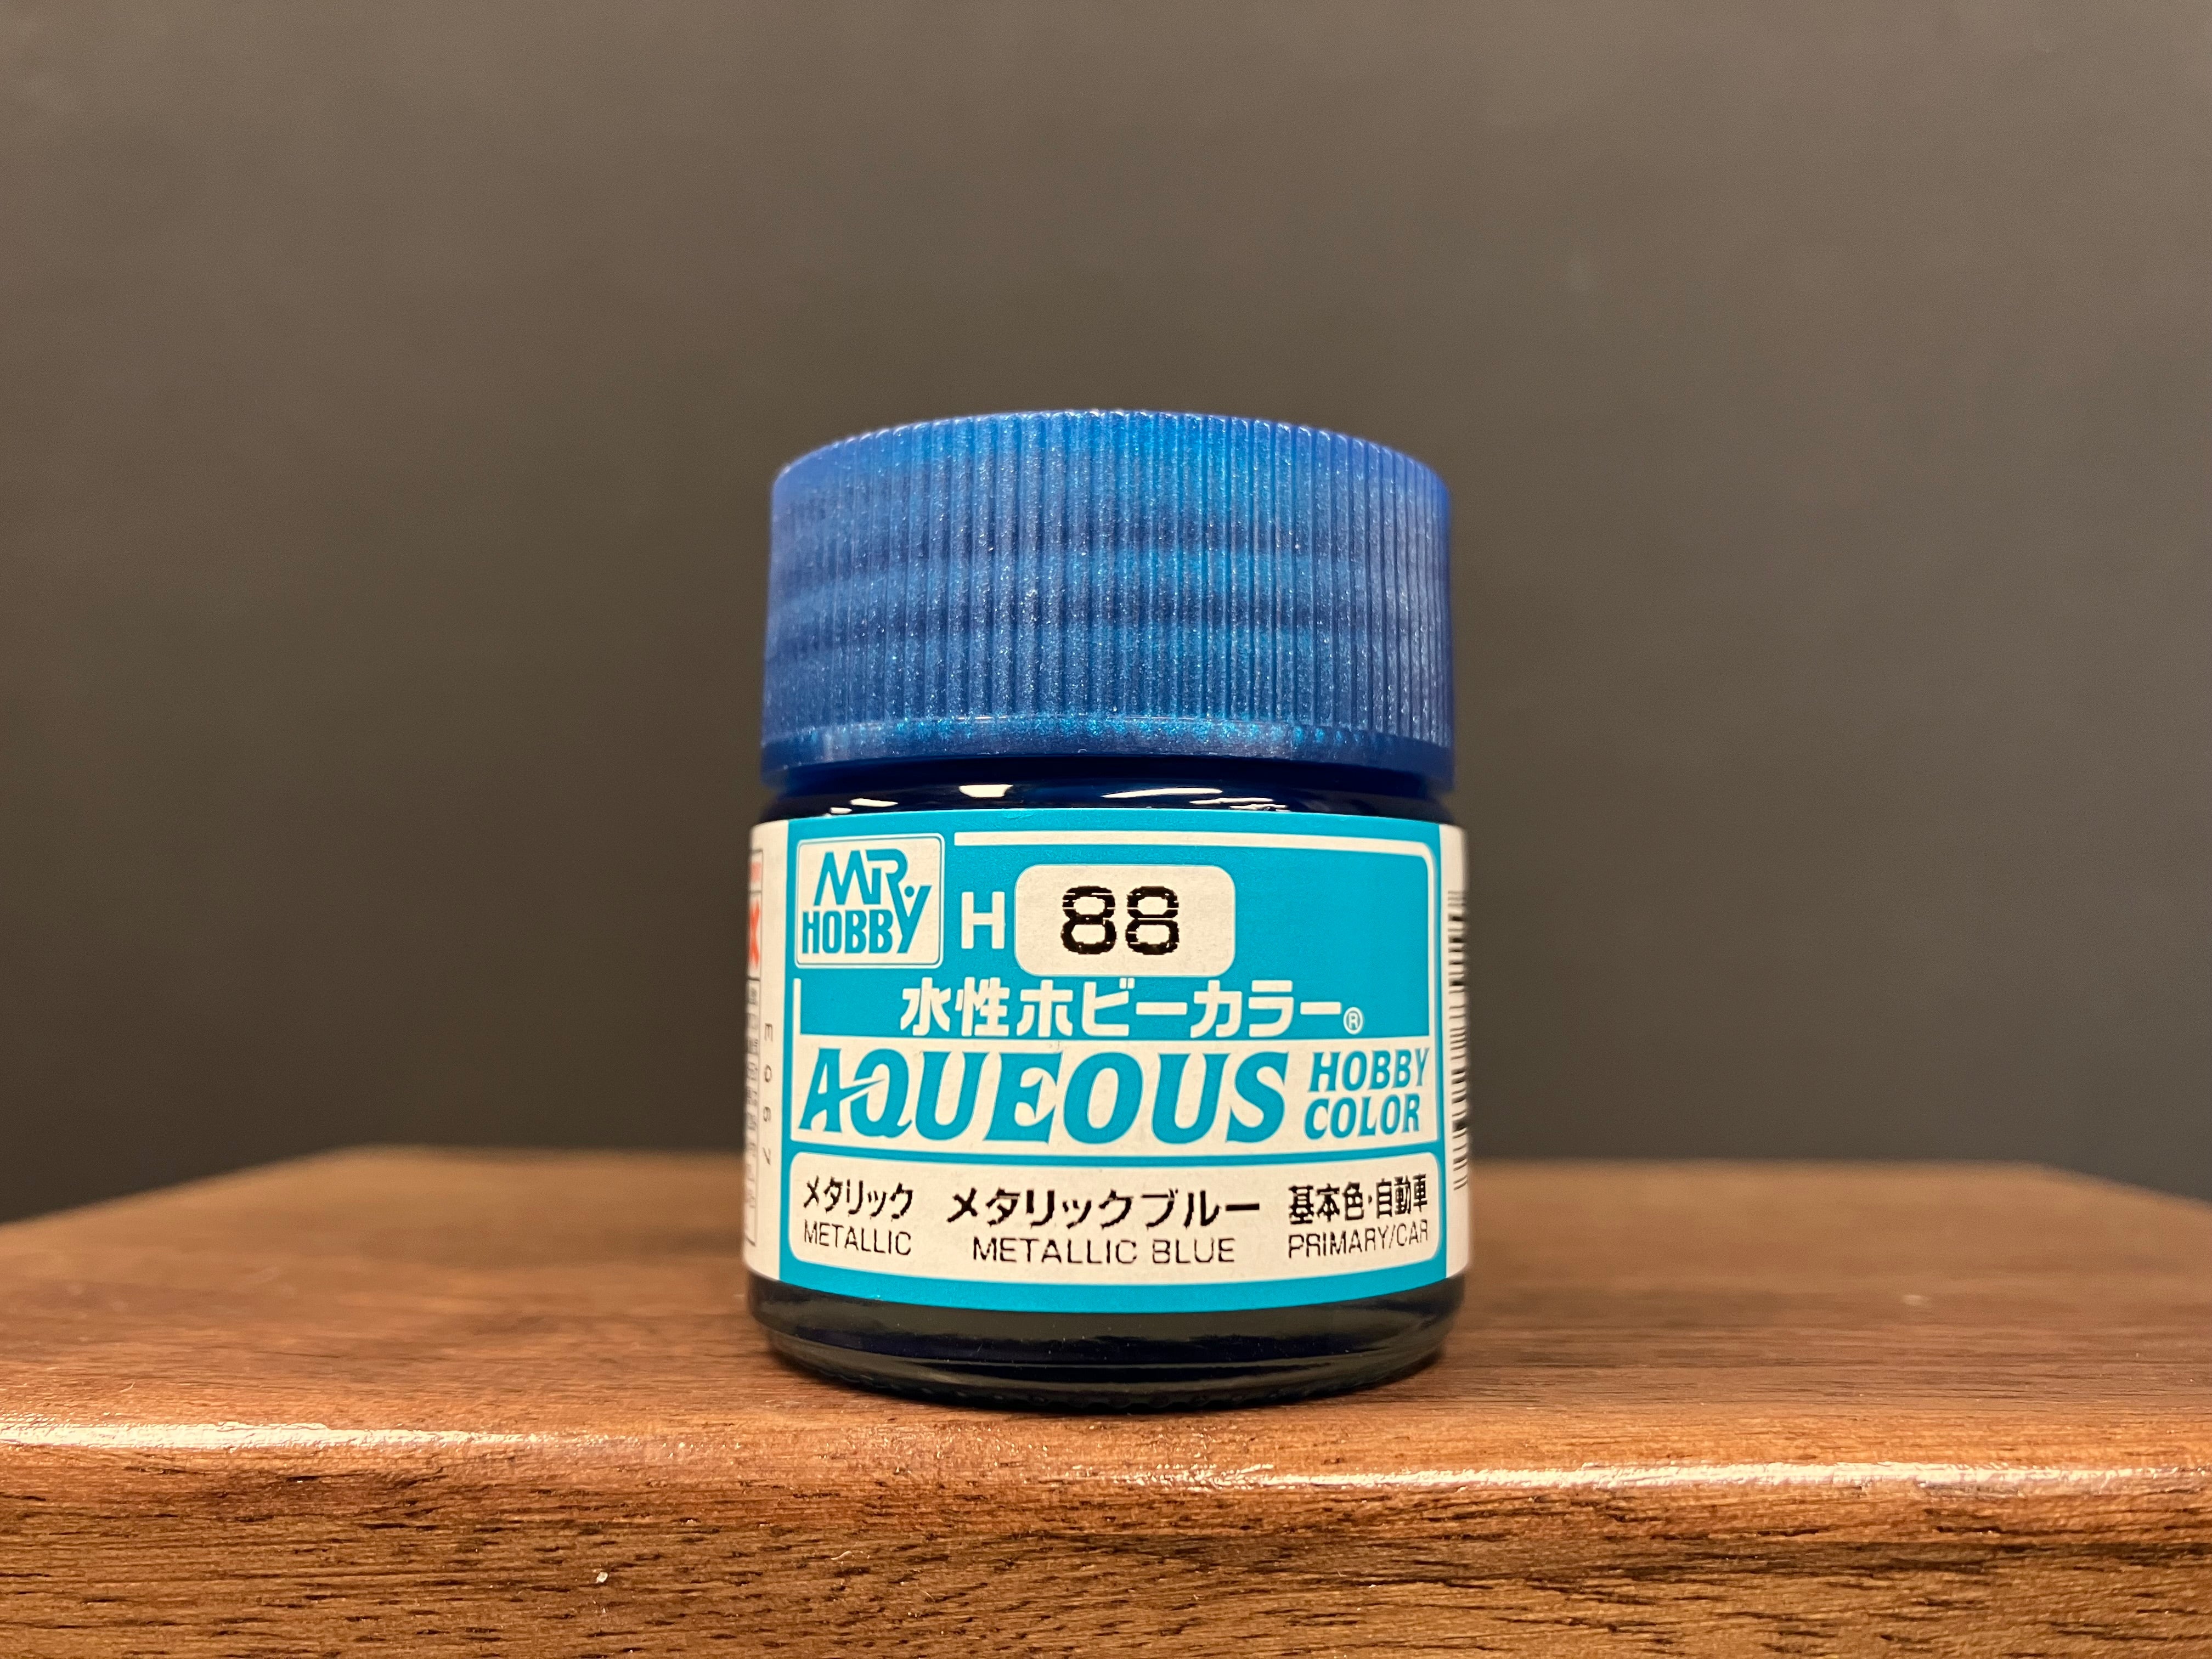 MR. HOBBY
H 88
水性ホビーカラー®
AQUEOUS HOBBY COLOR
メタリック メタリックブルー 基本色・自動車
METALLIC METALLIC BLUE PRIMARY/CAR